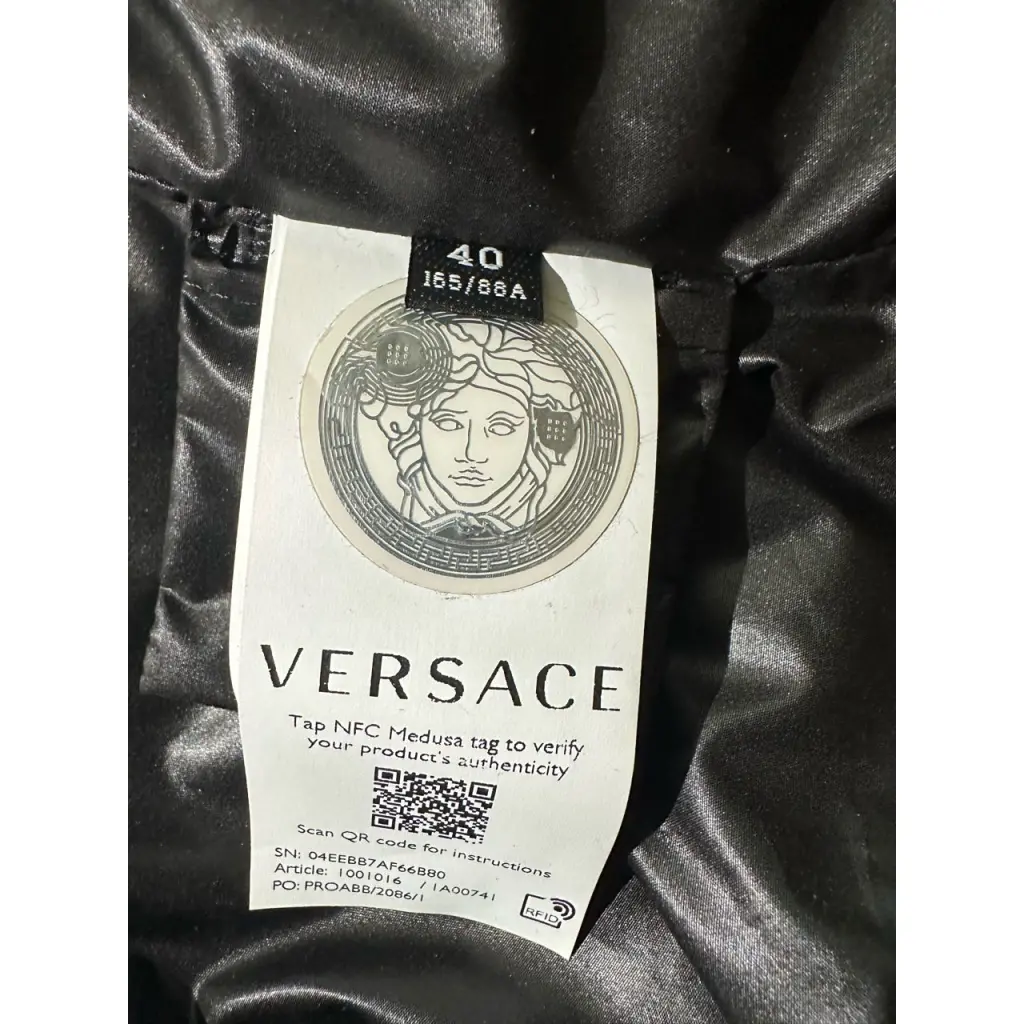 40
165/88A
VERSACE
Tap NFC Medusa tag to verify
your product's authenticity
Scan QR code for instructions
SN: 04EEBB7AF66B80
Article: 1001016 / 1A00741
PO: PROABB/2086/1
RFID